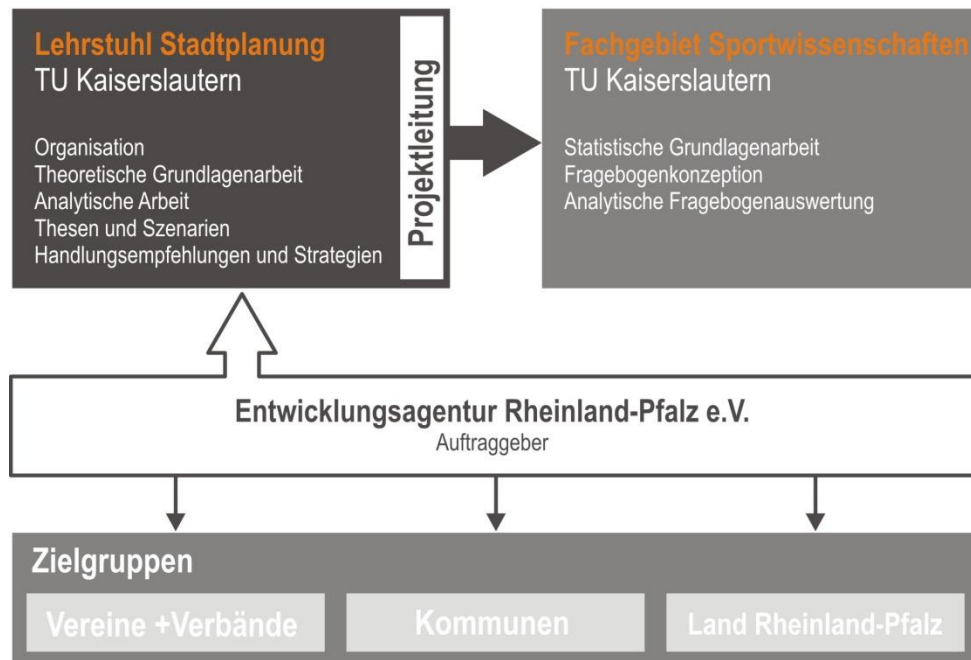 Lehrstuhl Stadtplanung
TU Kaiserslautern
Organisation
Theoretische Grundlagenarbeit
Analytische Arbeit
Thesen und Szenarien
Handlungsempfehlungen und Strategien
Projektleitung
Fachgebiet Sportwissenschaften
TU Kaiserslautern
Statistische Grundlagenarbeit
Fragebogenkonzeption
Analytische Fragebogenauswertung
Entwicklungsagentur Rheinland-Pfalz e.V.
Auftraggeber
Zielgruppen
Vereine +Verbände
Kommunen
Land Rheinland-Pfalz